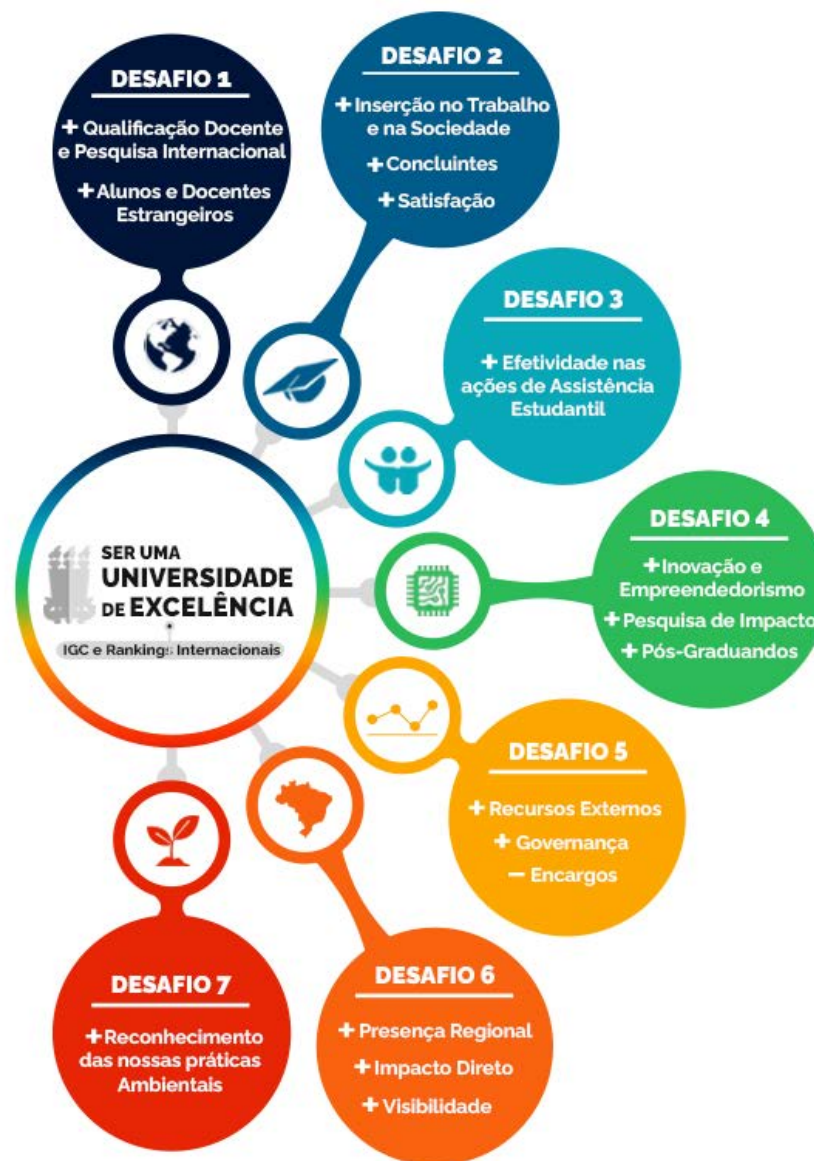 DESAFIO 1
+ Qualificação Docente
e Pesquisa Internacional
+ Alunos e Docentes
Estrangeiros
DESAFIO 2
+ Inserção no Trabalho
e na Sociedade
+ Concluintes
+ Satisfação
DESAFIO 3
+ Efetividade nas
ações de Assistência
Estudantil
SER UMA
UNIVERSIDADE
DE EXCELÊNCIA
IGC e Rankings Internacionais
DESAFIO 4
+ Inovação e
Empreendedorismo
+ Pesquisa de Impacto
+ Pós-Graduandos
DESAFIO 5
+ Recursos Externos
+ Governança
− Encargos
DESAFIO 6
+ Presença Regional
+ Impacto Direto
+ Visibilidade
DESAFIO 7
+ Reconhecimento
das nossas práticas
Ambientais